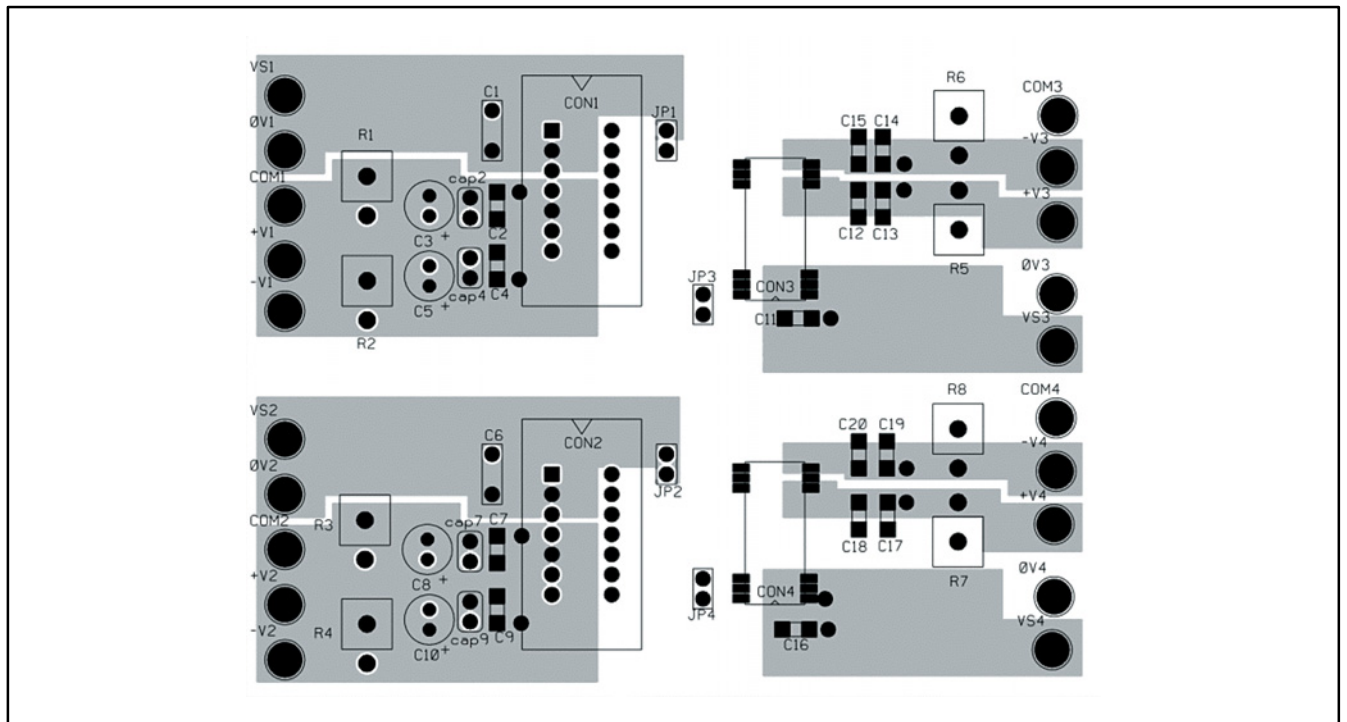 VS1
ØV1
COM1
+V1
-V1
R1
R2
C1
cap2
C3
+
C2
cap4
C5
+
C4
CON1
JP1
R6
COM3
-V3
+V3
C15 C14
C12 C13
R5
ØV3
VS3
JP3
CON3
C11
VS2
ØV2
COM2
+V2
-V2
R3
R4
C6
cap7
C7
C8
+
cap9
C9
C10
+
CON2
JP2
R8
COM4
-V4
+V4
C20 C19
C18 C17
R7
ØV4
VS4
JP4
CON4
C16